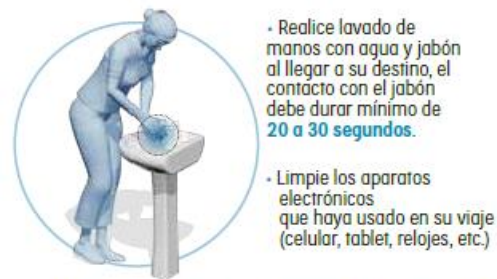 • Realice lavado de
manos con agua y jabón
al llegar a su destino, el
contacto con el jabón
debe durar mínimo de
20 a 30 segundos.
• Limpie los aparatos
electrónicos
que haya usado en su viaje
(celular, tablet, relojes, etc.)